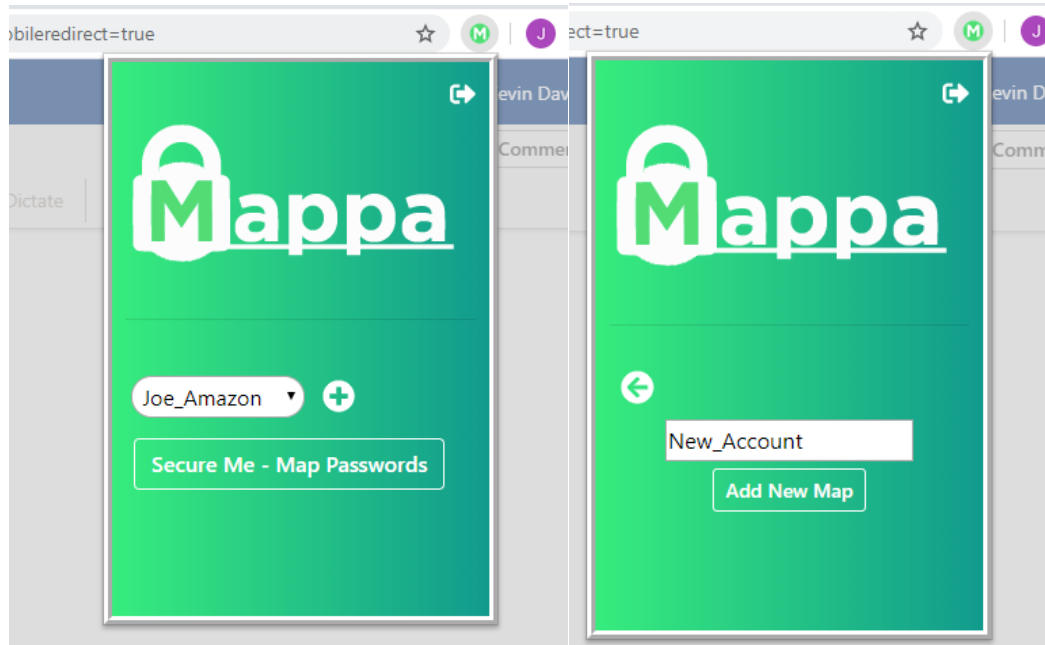 obileredirect=true
M
J
evin Dav
Commen
Dictate
Mappa
Joe_Amazon
Secure Me - Map Passwords
ect=true
M
J
evin D
Comm
Mappa
New_Account
Add New Map